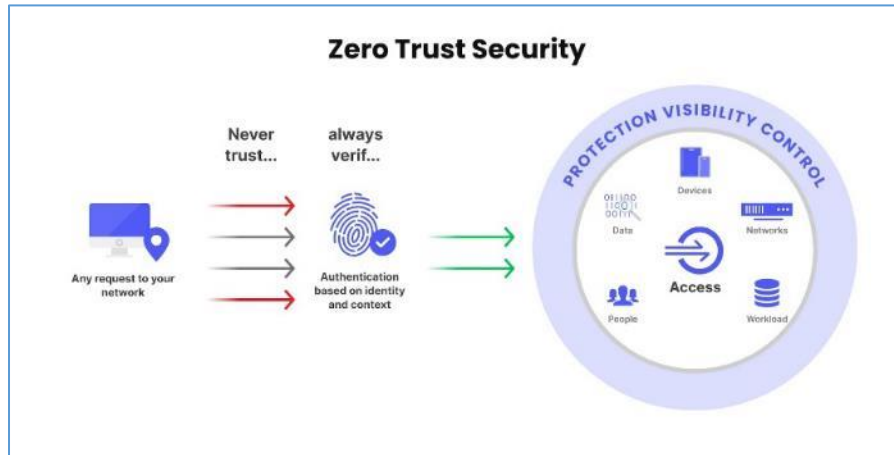 Zero Trust Security
Never
trust...
always
verif...
Any request to your
network
Authentication
based on identity
and context
PROTECTION VISIBILITY CONTROL
Devices
Data
Networks
Access
People
Workload